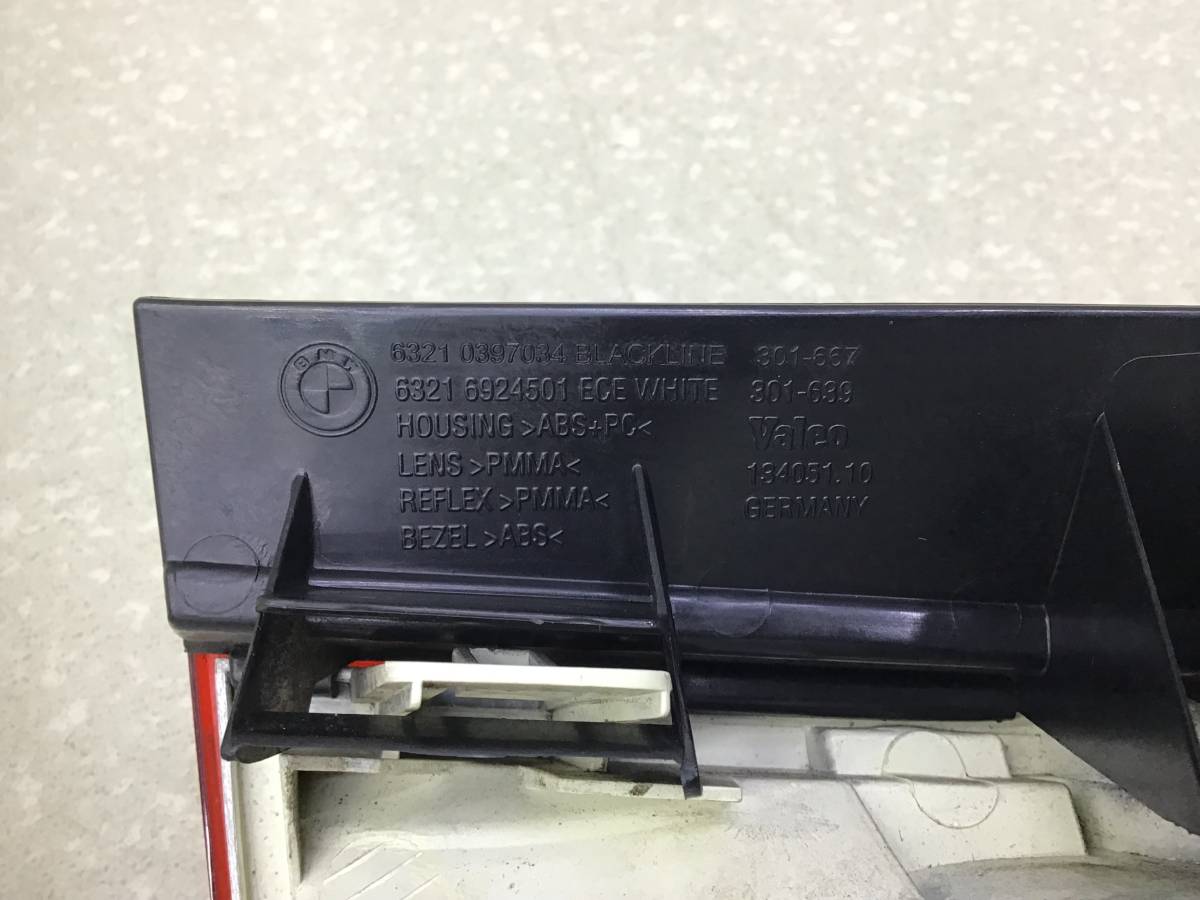 BMW
6321 0397034 BLACKLINE 301-667
6321 6924501 ECE WHITE 301-639
HOUSING >ABS+PC< Valeo
LENS >PMMA< 134051.10
REFLEX >PMMA< GERMANY
BEZEL >ABS<